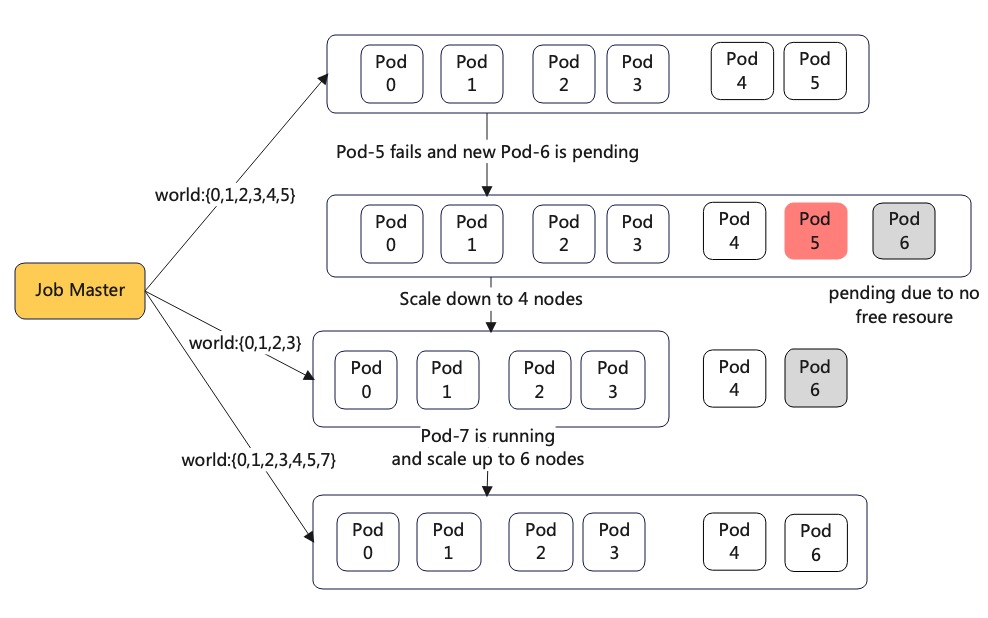 Pod 0
Pod 1
Pod 2
Pod 3
Pod 4
Pod 5
Pod-5 fails and new Pod-6 is pending
world:{0,1,2,3,4,5}
Pod 0
Pod 1
Pod 2
Pod 3
Pod 4
Pod 5
Pod 6
Job Master
Scale down to 4 nodes
pending due to no
free resoure
world:{0,1,2,3}
Pod 0
Pod 1
Pod 2
Pod 3
Pod 4
Pod 6
Pod-7 is running
and scale up to 6 nodes
world:{0,1,2,3,4,5,7}
Pod 0
Pod 1
Pod 2
Pod 3
Pod 4
Pod 6